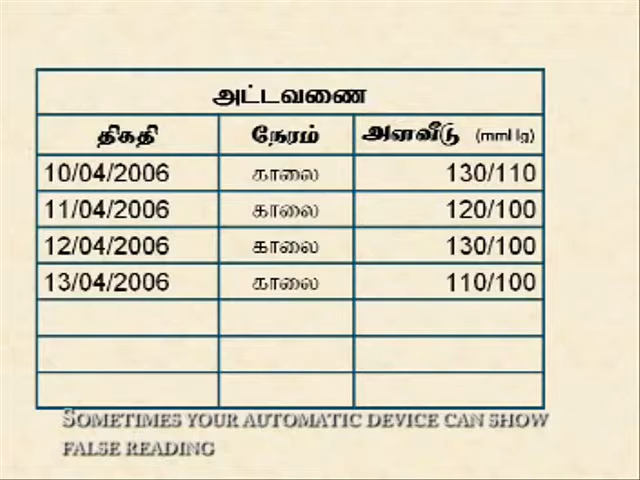 அட்டவணை
திகதி நேரம் அளவீடு (mmHg)
10/04/2006 காலை 130/110
11/04/2006 காலை 120/100
12/04/2006 காலை 130/100
13/04/2006 காலை 110/100
SOMETIMES YOUR AUTOMATIC DEVICE CAN SHOW
FALSE READING